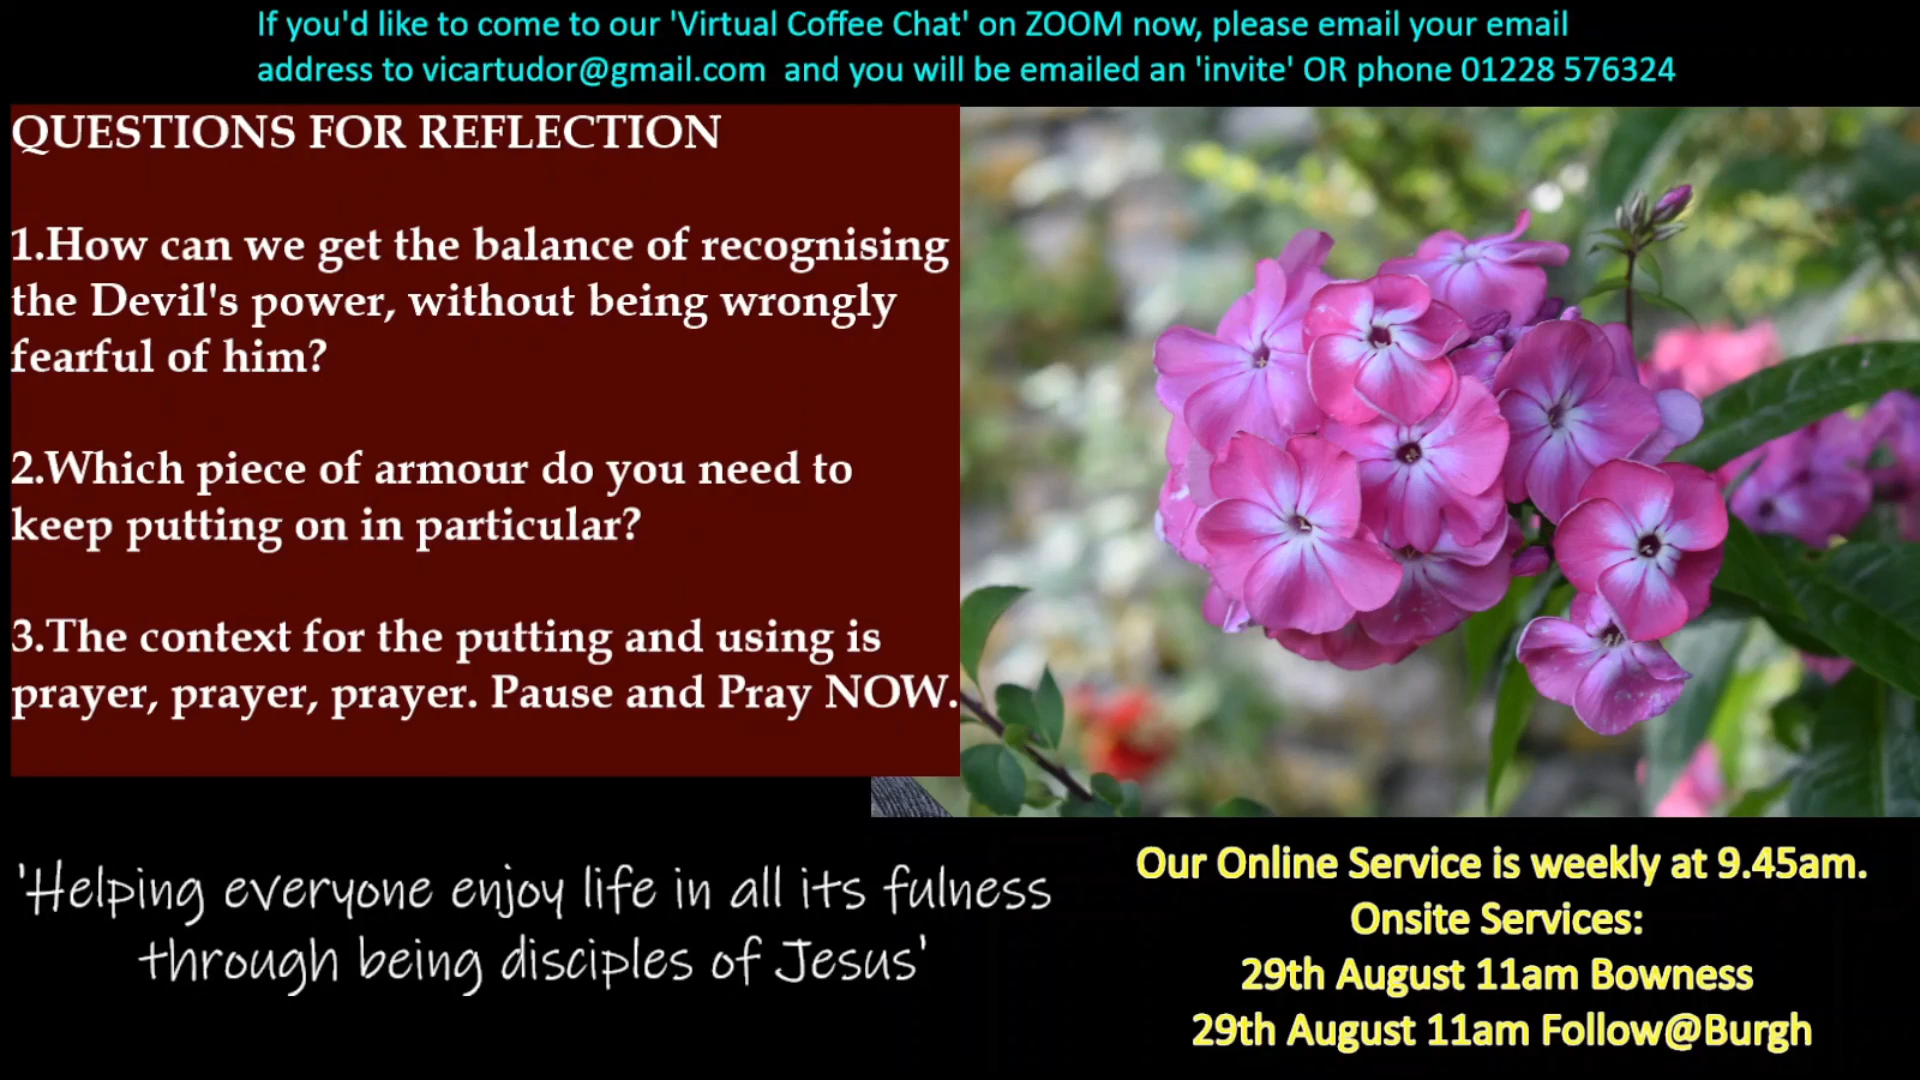 If you'd like to come to our 'Virtual Coffee Chat' on ZOOM now, please email your email
address to vicartudor@gmail.com and you will be emailed an 'invite' OR phone 01228 576324
QUESTIONS FOR REFLECTION
1.How can we get the balance of recognising
the Devil's power, without being wrongly
fearful of him?
2.Which piece of armour do you need to
keep putting on in particular?
3.The context for the putting and using is
prayer, prayer, prayer. Pause and Pray NOW.
'Helping everyone enjoy life in all its fulness
through being disciples of Jesus'
Our Online Service is weekly at 9.45am.
Onsite Services:
29th August 11am Bowness
29th August 11am Follow@Burgh